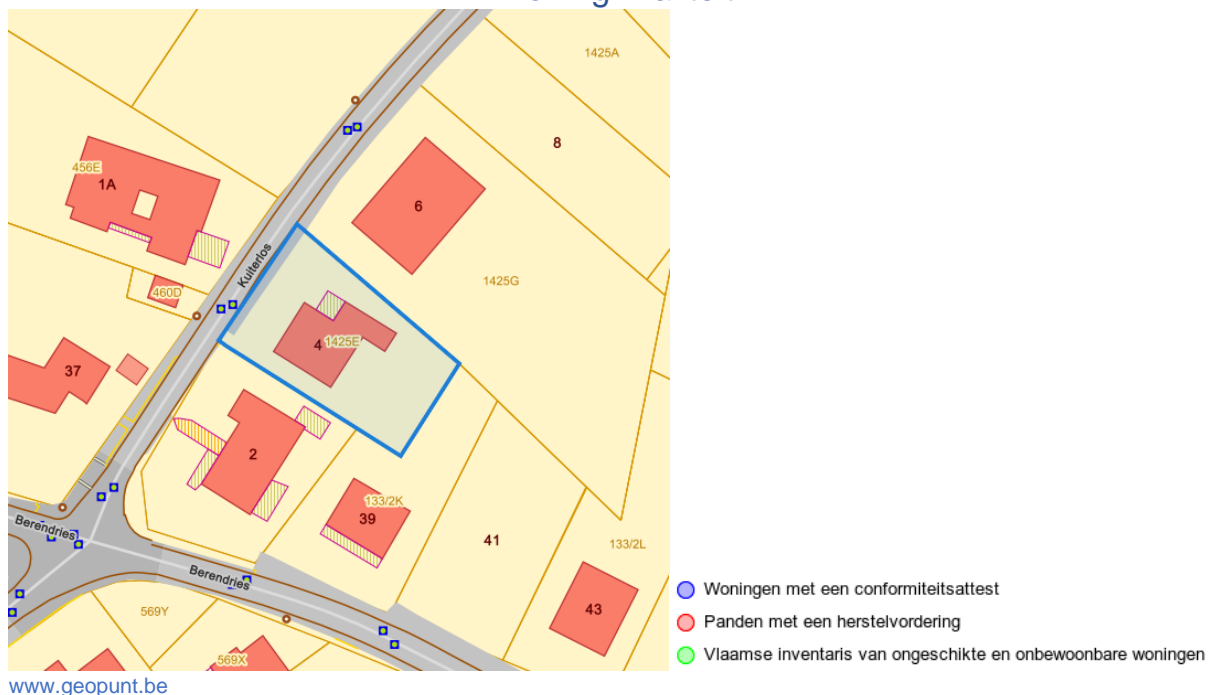 1425A
8
456E
1A
6
Kuiterlos
1425G
460D
4 1425E
37
2
133/2K
39
41
133/2L
Berendries
Berendries
43
569Y
569X
Woningen met een conformiteitsattest
Panden met een herstelvordering
Vlaamse inventaris van ongeschikte en onbewoonbare woningen
www.geopunt.be